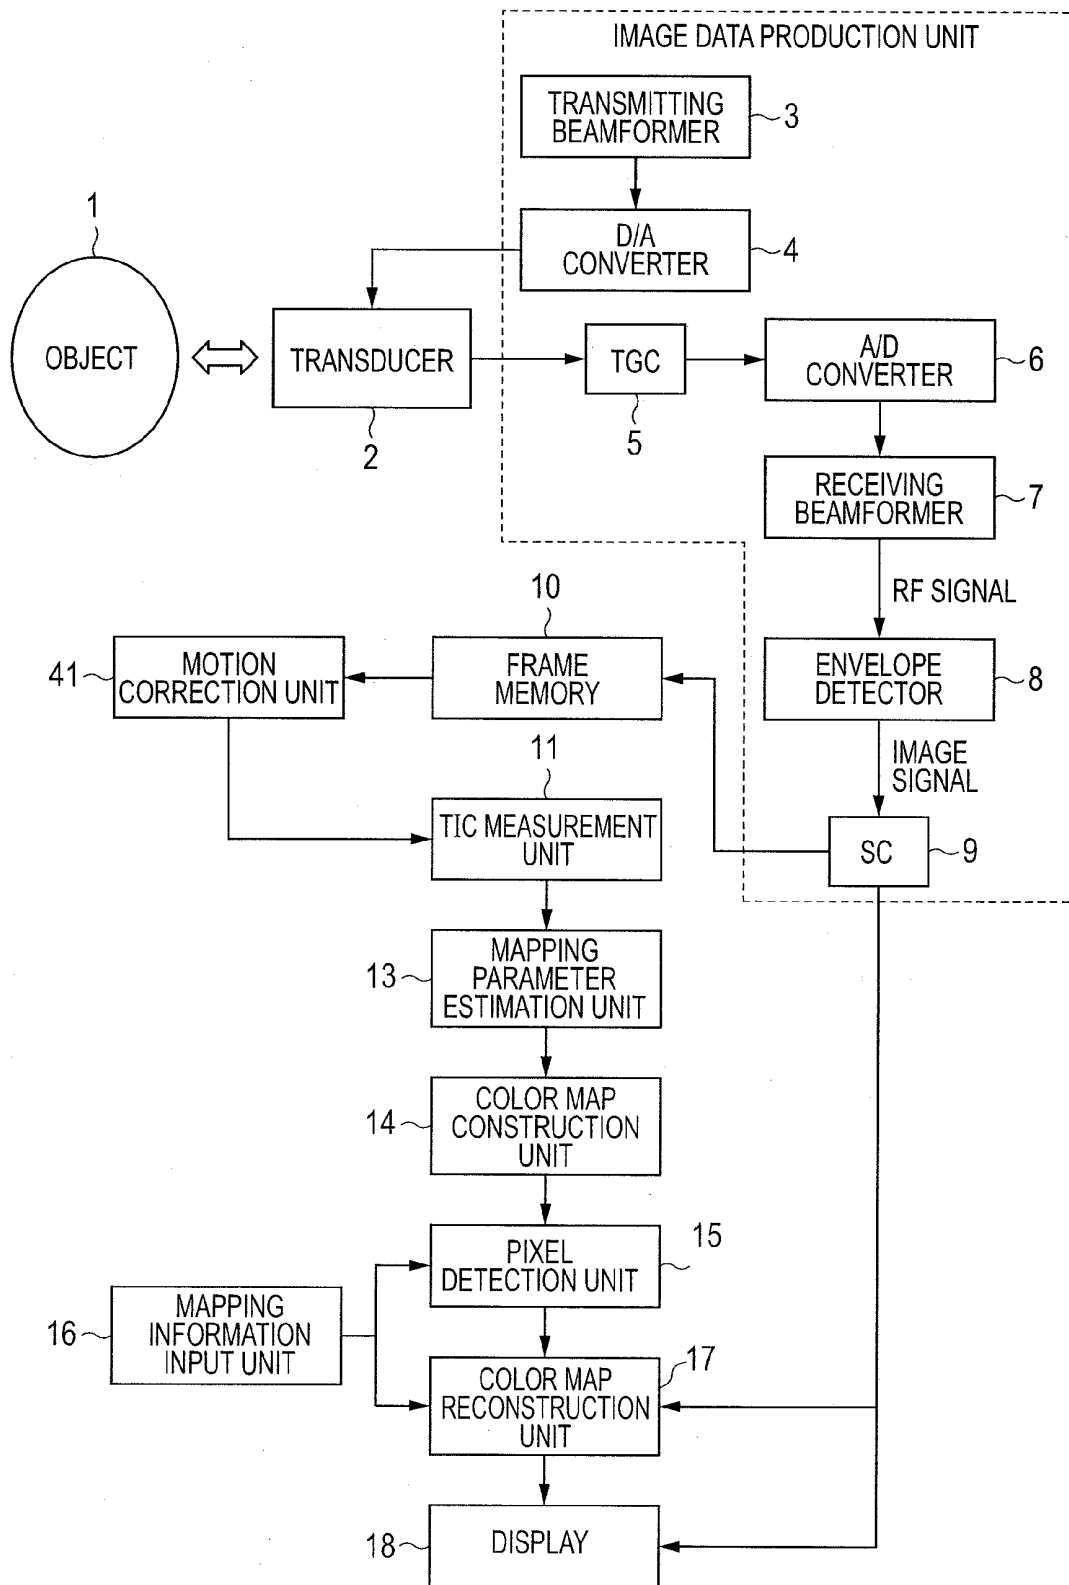 IMAGE DATA PRODUCTION UNIT
TRANSMITTING
BEAMFORMER
3
D/A
CONVERTER
4
1
OBJECT
TRANSDUCER
2
TGC
5
A/D
CONVERTER
6
RECEIVING
BEAMFORMER
7
RF SIGNAL
ENVELOPE
DETECTOR
8
IMAGE
SIGNAL
SC
9
10
FRAME
MEMORY
41
MOTION
CORRECTION UNIT
11
TIC MEASUREMENT
UNIT
13
MAPPING
PARAMETER
ESTIMATION UNIT
14
COLOR MAP
CONSTRUCTION
UNIT
15
PIXEL
DETECTION UNIT
16
MAPPING
INFORMATION
INPUT UNIT
17
COLOR MAP
RECONSTRUCTION
UNIT
18
DISPLAY